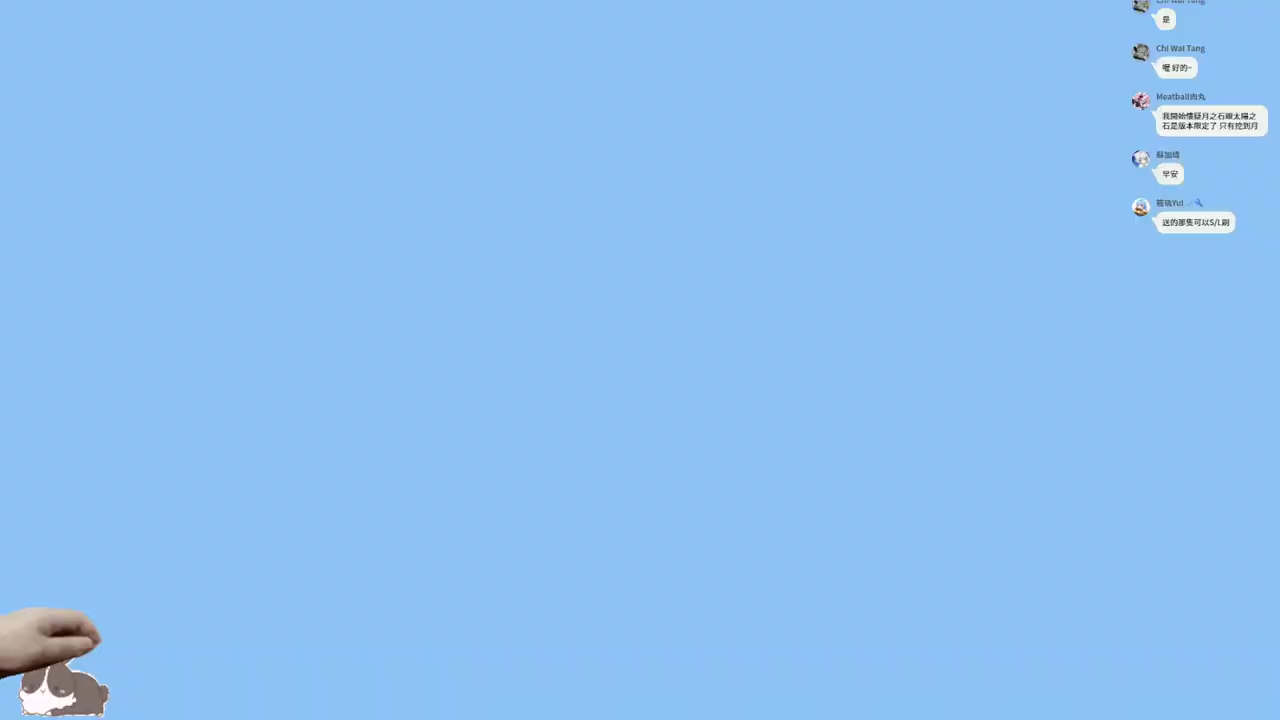 Chi Wai Tang
是
Chi Wai Tang
喔 好的~
Meatball肉丸
我開始懷疑月之石跟太陽之
石是版本限定了 只有挖到月
蘇加瑋
早安
筱璃Yui
送的那隻可以S/L刷